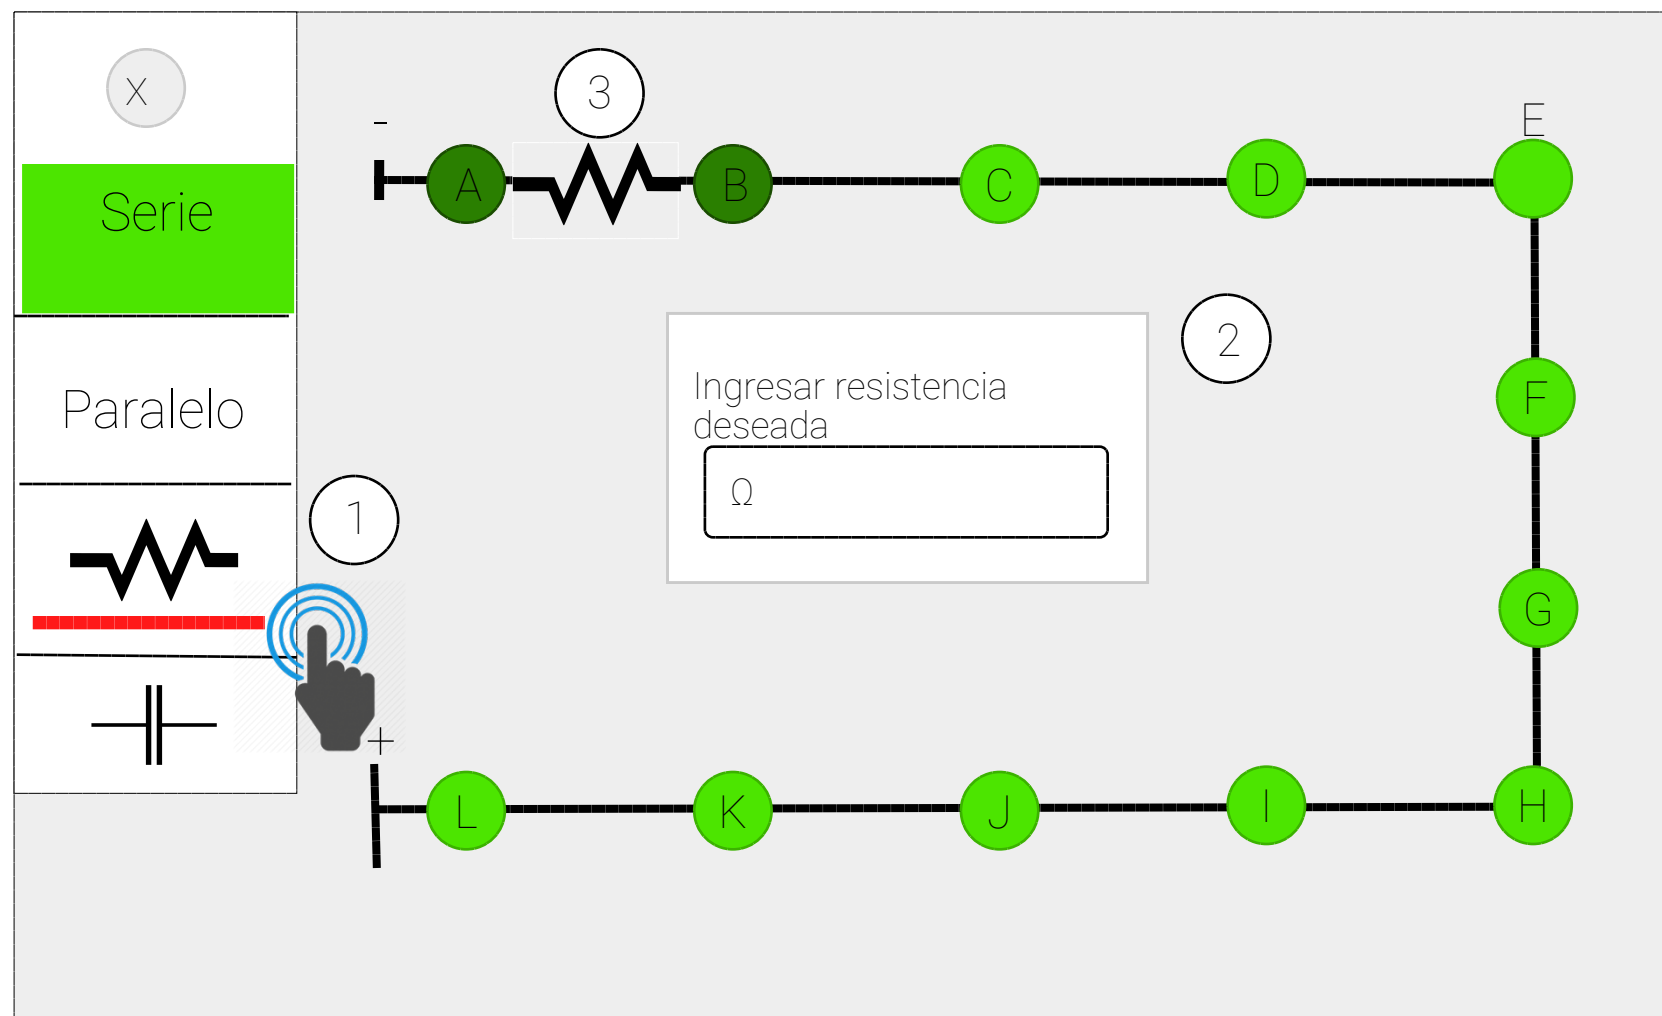 X
Serie
Paralelo
1
-
3
A
B
C
D
E
2
Ingresar resistencia
deseada
Ω
F
G
+
L
K
J
I
H